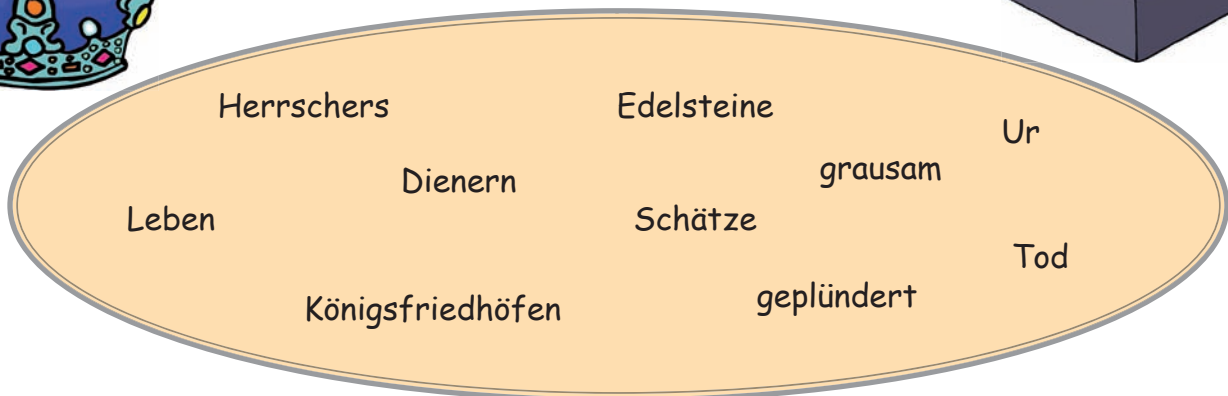 Herrschers
Edelsteine
Ur
grausam
Dienern
Leben
Schätze
Tod
geplündert
Königsfriedhöfen